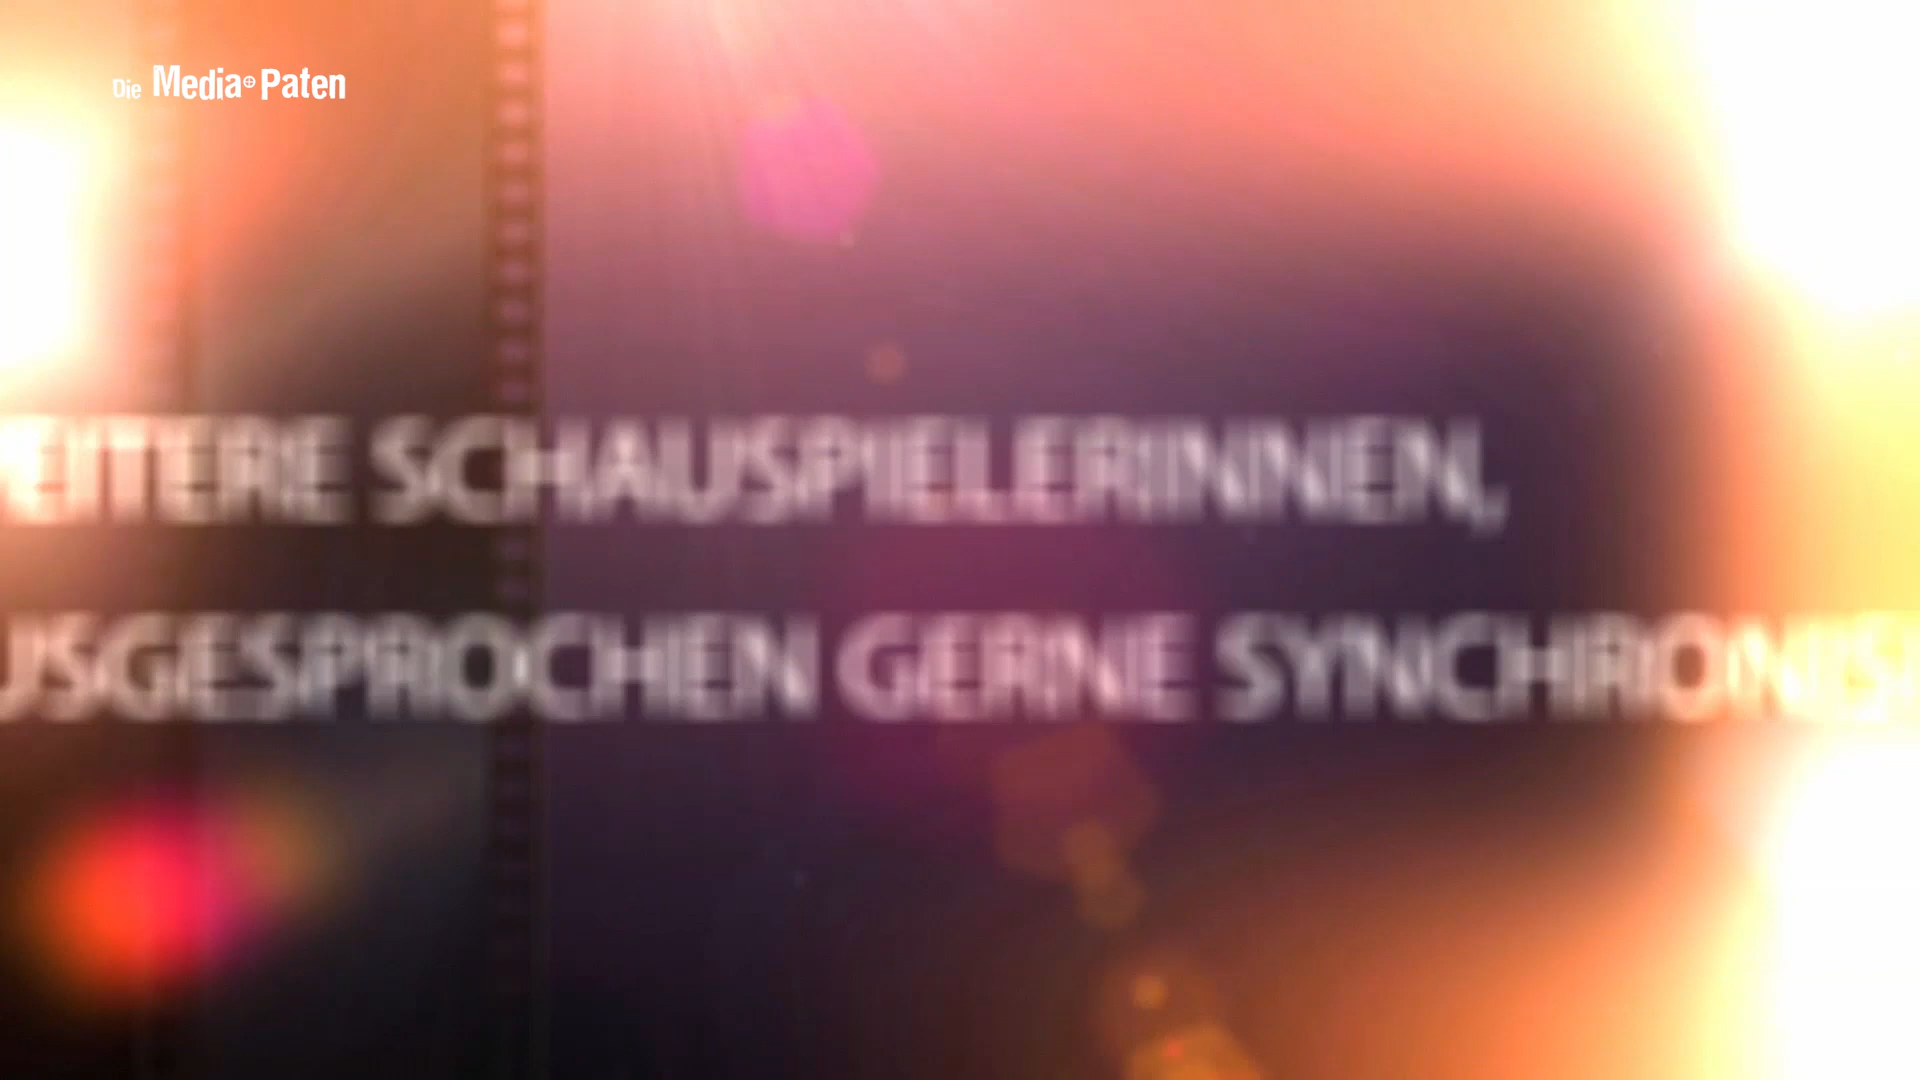 Die Media Paten
EITERE SCHAUSPIELERINNEN,
USGESPROCHEN GERNE SYNCHRONIS